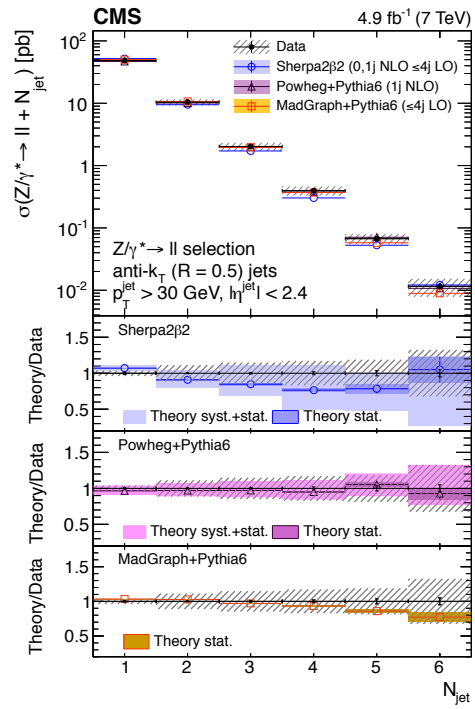 CMS 4.9 fb⁻¹ (7 TeV)
σ(Z/γ*→ ll + N_jet) [pb]
10²
Data
Sherpa2β2 (0,1j NLO ≤4j LO)
10
Powheg+Pythia6 (1j NLO)
MadGraph+Pythia6 (≤4j LO)
1
10⁻¹
Z/γ*→ ll selection
anti-k_T (R = 0.5) jets
10⁻²
p_T^jet > 30 GeV, |η^jet| < 2.4
Theory/Data
Sherpa2β2
1.5
1
0.5
Theory syst.+stat. Theory stat.
Theory/Data
Powheg+Pythia6
1.5
1
0.5
Theory syst.+stat. Theory stat.
Theory/Data
MadGraph+Pythia6
1.5
1
0.5
Theory stat.
1 2 3 4 5 6
N_jet